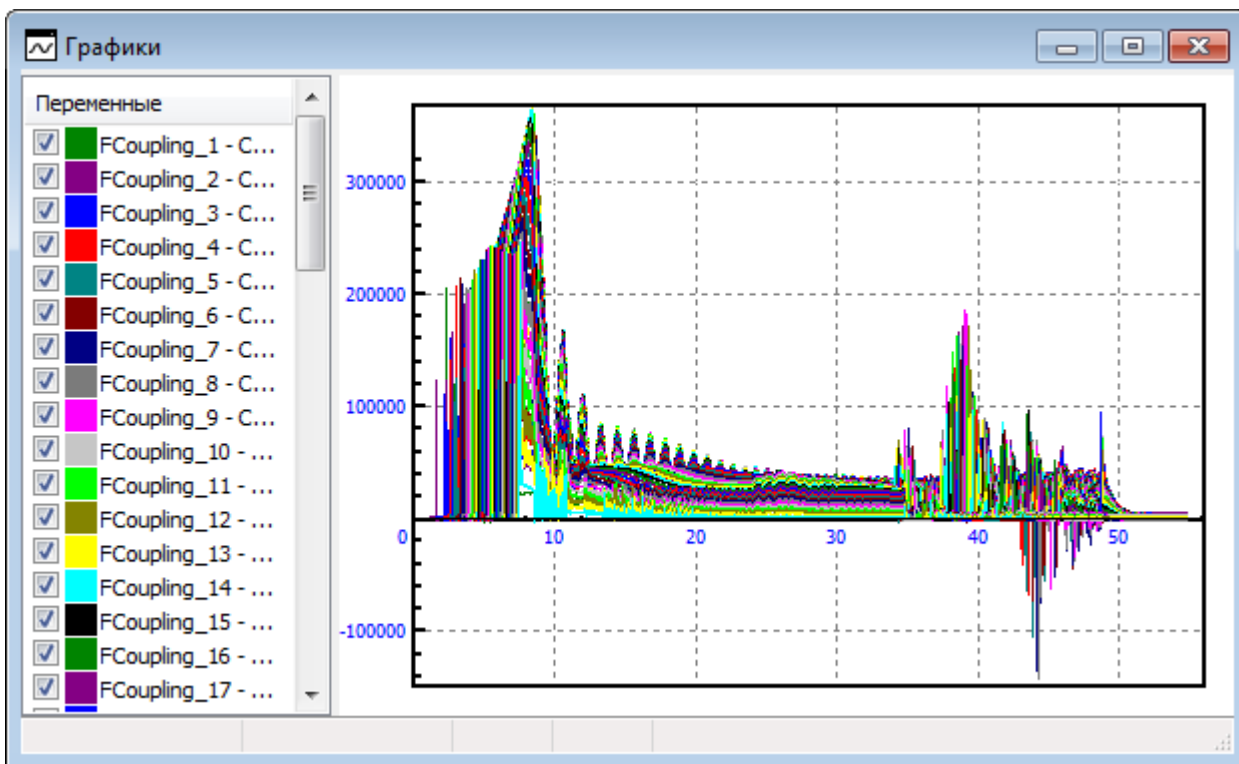 Графики
Переменные
FCoupling_1 - C...
FCoupling_2 - C...
FCoupling_3 - C...
FCoupling_4 - C...
FCoupling_5 - C...
FCoupling_6 - C...
FCoupling_7 - C...
FCoupling_8 - C...
FCoupling_9 - C...
FCoupling_10 - ...
FCoupling_11 - ...
FCoupling_12 - ...
FCoupling_13 - ...
FCoupling_14 - ...
FCoupling_15 - ...
FCoupling_16 - ...
FCoupling_17 - ...
300000
200000
100000
0 10 20 30 40 50
-100000